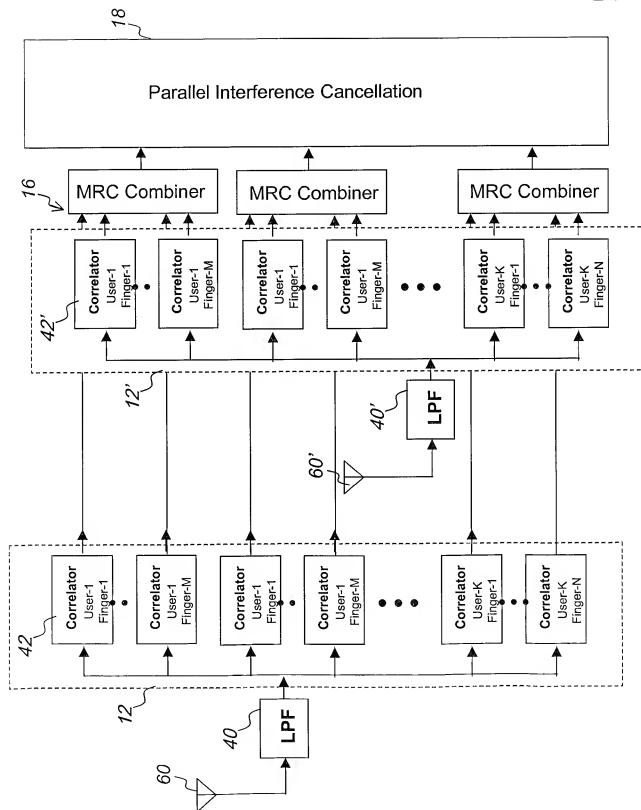 18
Parallel Interference Cancellation
16
MRC Combiner
MRC Combiner
MRC Combiner
42'
Correlator
User-1
Finger-1
Correlator
User-1
Finger-M
Correlator
User-1
Finger-1
Correlator
User-1
Finger-M
Correlator
User-K
Finger-1
Correlator
User-K
Finger-N
12'
40'
LPF
60'
42
Correlator
User-1
Finger-1
Correlator
User-1
Finger-M
Correlator
User-1
Finger-1
Correlator
User-1
Finger-M
Correlator
User-K
Finger-1
Correlator
User-K
Finger-N
12
40
LPF
60